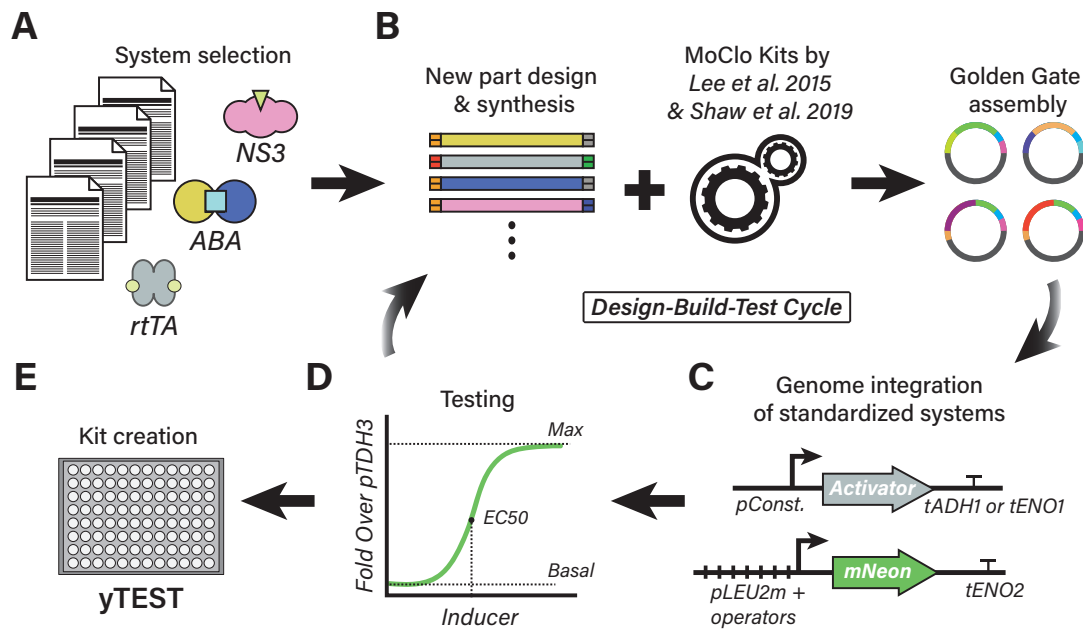 A
System selection
NS3
ABA
rtTA
B
New part design
& synthesis
MoClo Kits by
Lee et al. 2015
& Shaw et al. 2019
Golden Gate
assembly
Design-Build-Test Cycle
C
Genome integration
of standardized systems
Activator
pConst.
tADH1 or tENO1
mNeon
pLEU2m +
operators
tENO2
D
Testing
Fold Over pTDH3
Max
EC50
Basal
Inducer
E
Kit creation
yTEST